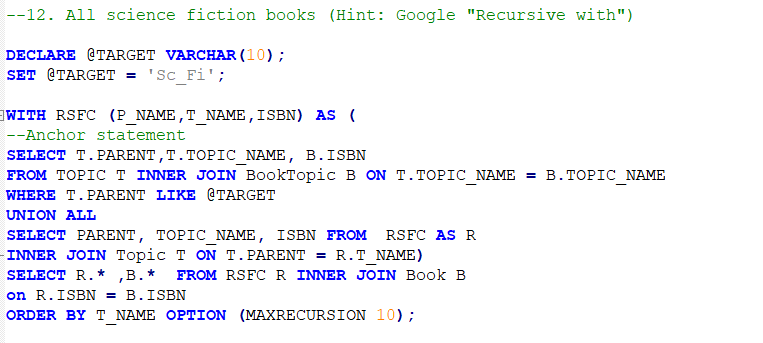 --12. All science fiction books (Hint: Google "Recursive with")
DECLARE @TARGET VARCHAR(10);
SET @TARGET = 'Sc_Fi';
WITH RSFC (P_NAME,T_NAME,ISBN) AS (
--Anchor statement
SELECT T.PARENT,T.TOPIC_NAME, B.ISBN
FROM TOPIC T INNER JOIN BookTopic B ON T.TOPIC_NAME = B.TOPIC_NAME
WHERE T.PARENT LIKE @TARGET
UNION ALL
SELECT PARENT, TOPIC_NAME, ISBN FROM  RSFC AS R
INNER JOIN Topic T ON T.PARENT = R.T_NAME)
SELECT R.* ,B.*  FROM RSFC R INNER JOIN Book B
on R.ISBN = B.ISBN
ORDER BY T_NAME OPTION (MAXRECURSION 10);